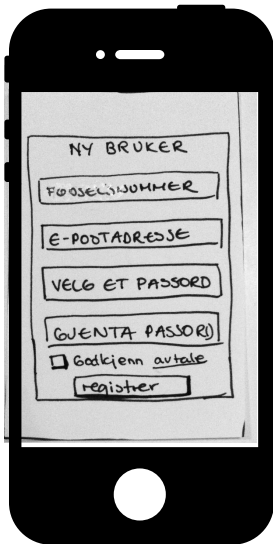 NY BRUKER
FØDSELSNUMMER
E-POSTADRESSE
VELG ET PASSORD
GJENTA PASSORD
Godkjenn avtale
registrer